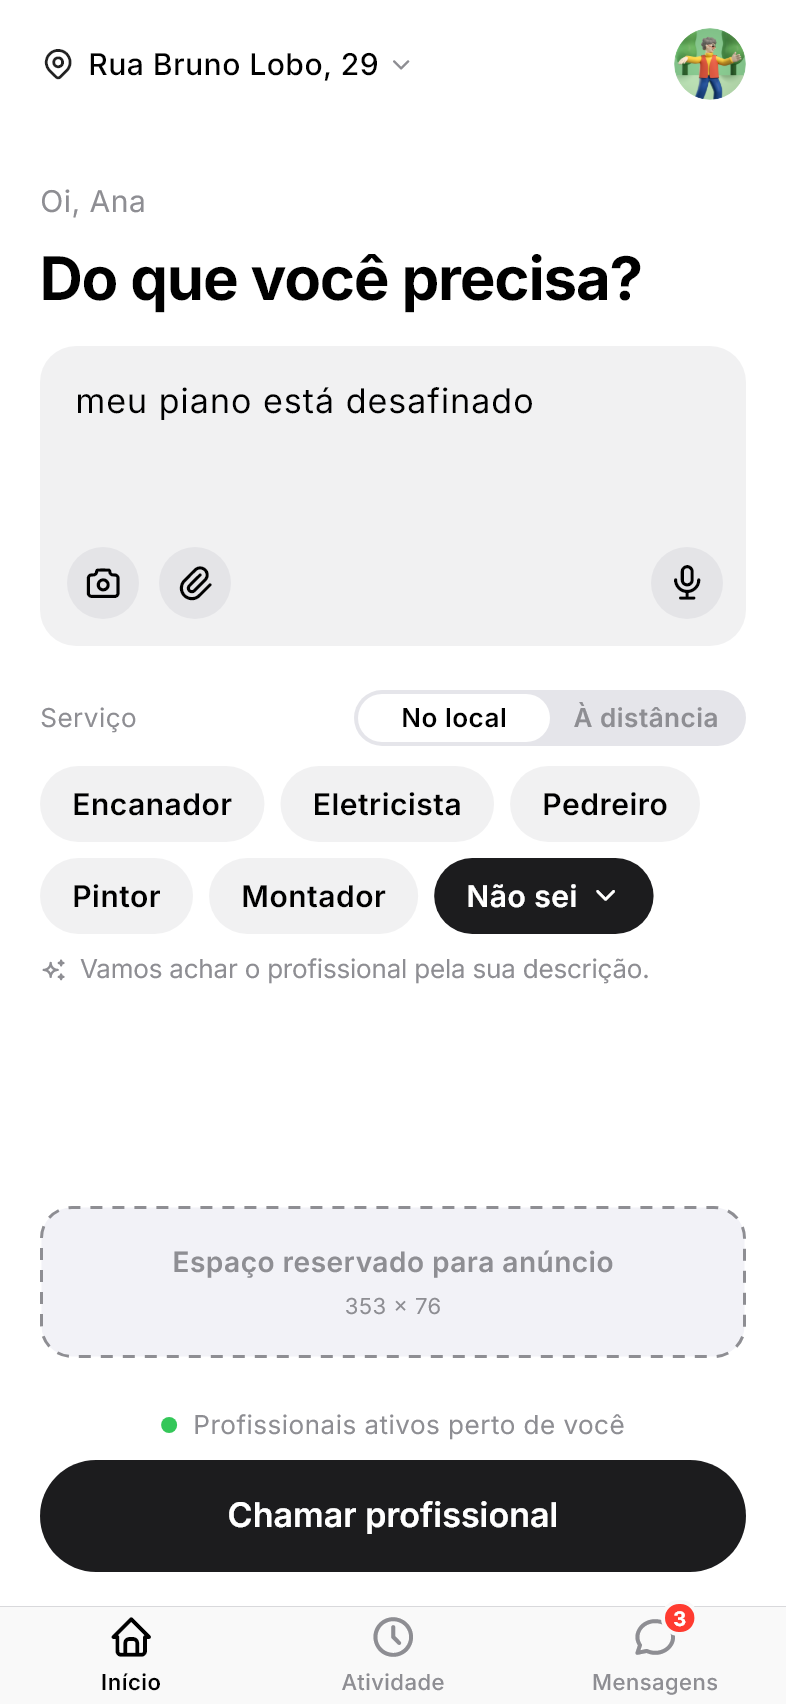 Rua Bruno Lobo, 29
Oi, Ana
Do que você precisa?
meu piano está desafinado
Serviço
No local
À distância
Encanador
Eletricista
Pedreiro
Pintor
Montador
Não sei
Vamos achar o profissional pela sua descrição.
Espaço reservado para anúncio
353 × 76
Profissionais ativos perto de você
Chamar profissional
3
Início
Atividade
Mensagens